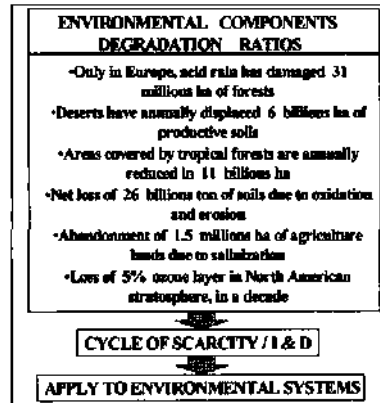 ENVIRONMENTAL COMPONENTS
DEGRADATION RATIOS
•Only in Europe, acid rain has damaged 31
millions ha of forests
•Deserts have annually displaced 6 billions ha of
productive soils
•Areas covered by tropical forests are annually
reduced in 11 billions ha
•Net loss of 26 billions ton of soils due to oxidation
and erosion
•Abandonment of 1.5 millions ha of agriculture
lands due to salinization
•Loss of 5% ozone layer in North American
stratosphere, in a decade
CYCLE OF SCARCITY / I & D
APPLY TO ENVIRONMENTAL SYSTEMS